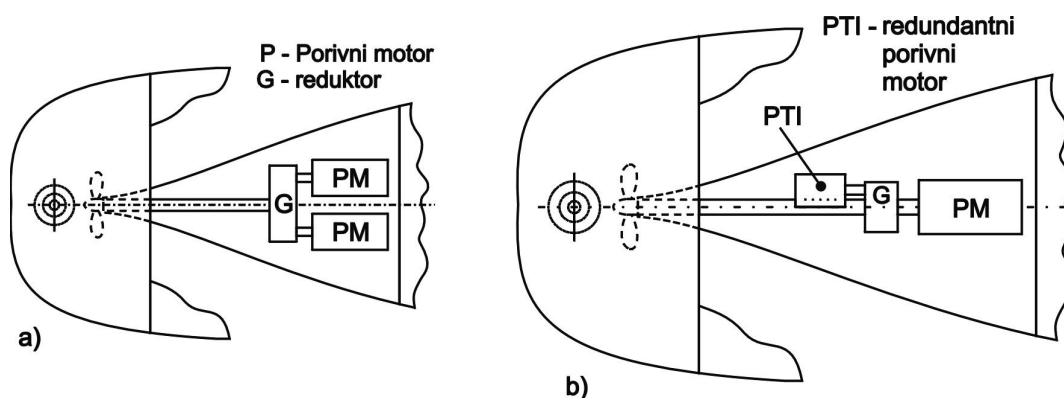 P - Porivni motor
G - reduktor
G
PM
PM
a)
PTI - redundantni
porivni
motor
PTI
G
PM
b)